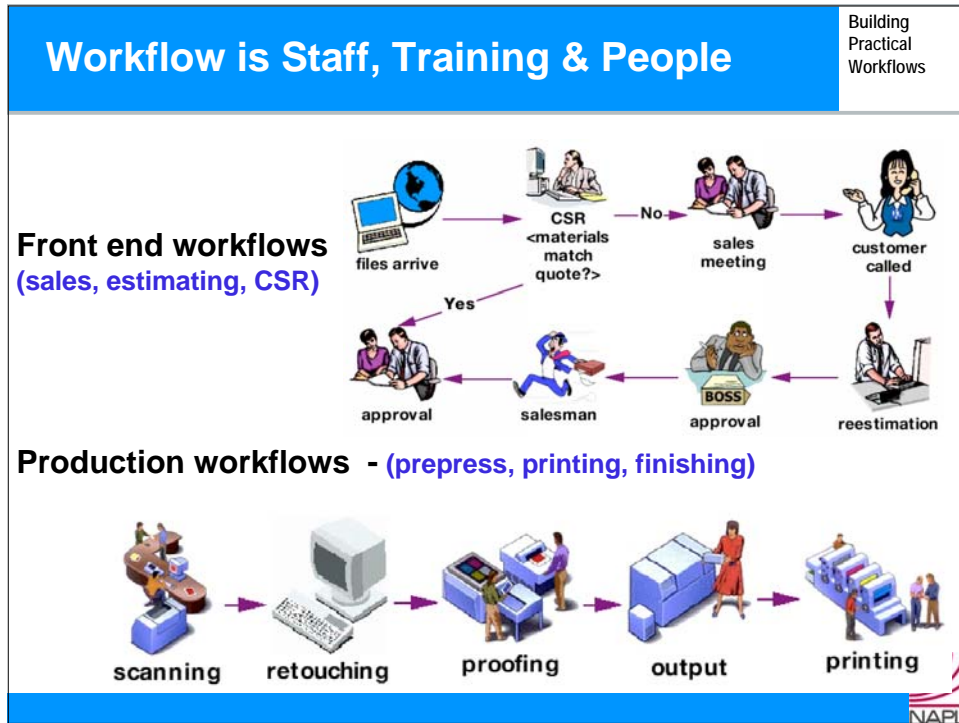 Workflow is Staff, Training & People
Building
Practical
Workflows
Front end workflows
(sales, estimating, CSR)
files arrive
CSR
<materials
match
quote?>
No
sales
meeting
customer
called
Yes
approval
salesman
BOSS
approval
reestimation
Production workflows - (prepress, printing, finishing)
scanning
retouching
proofing
output
printing